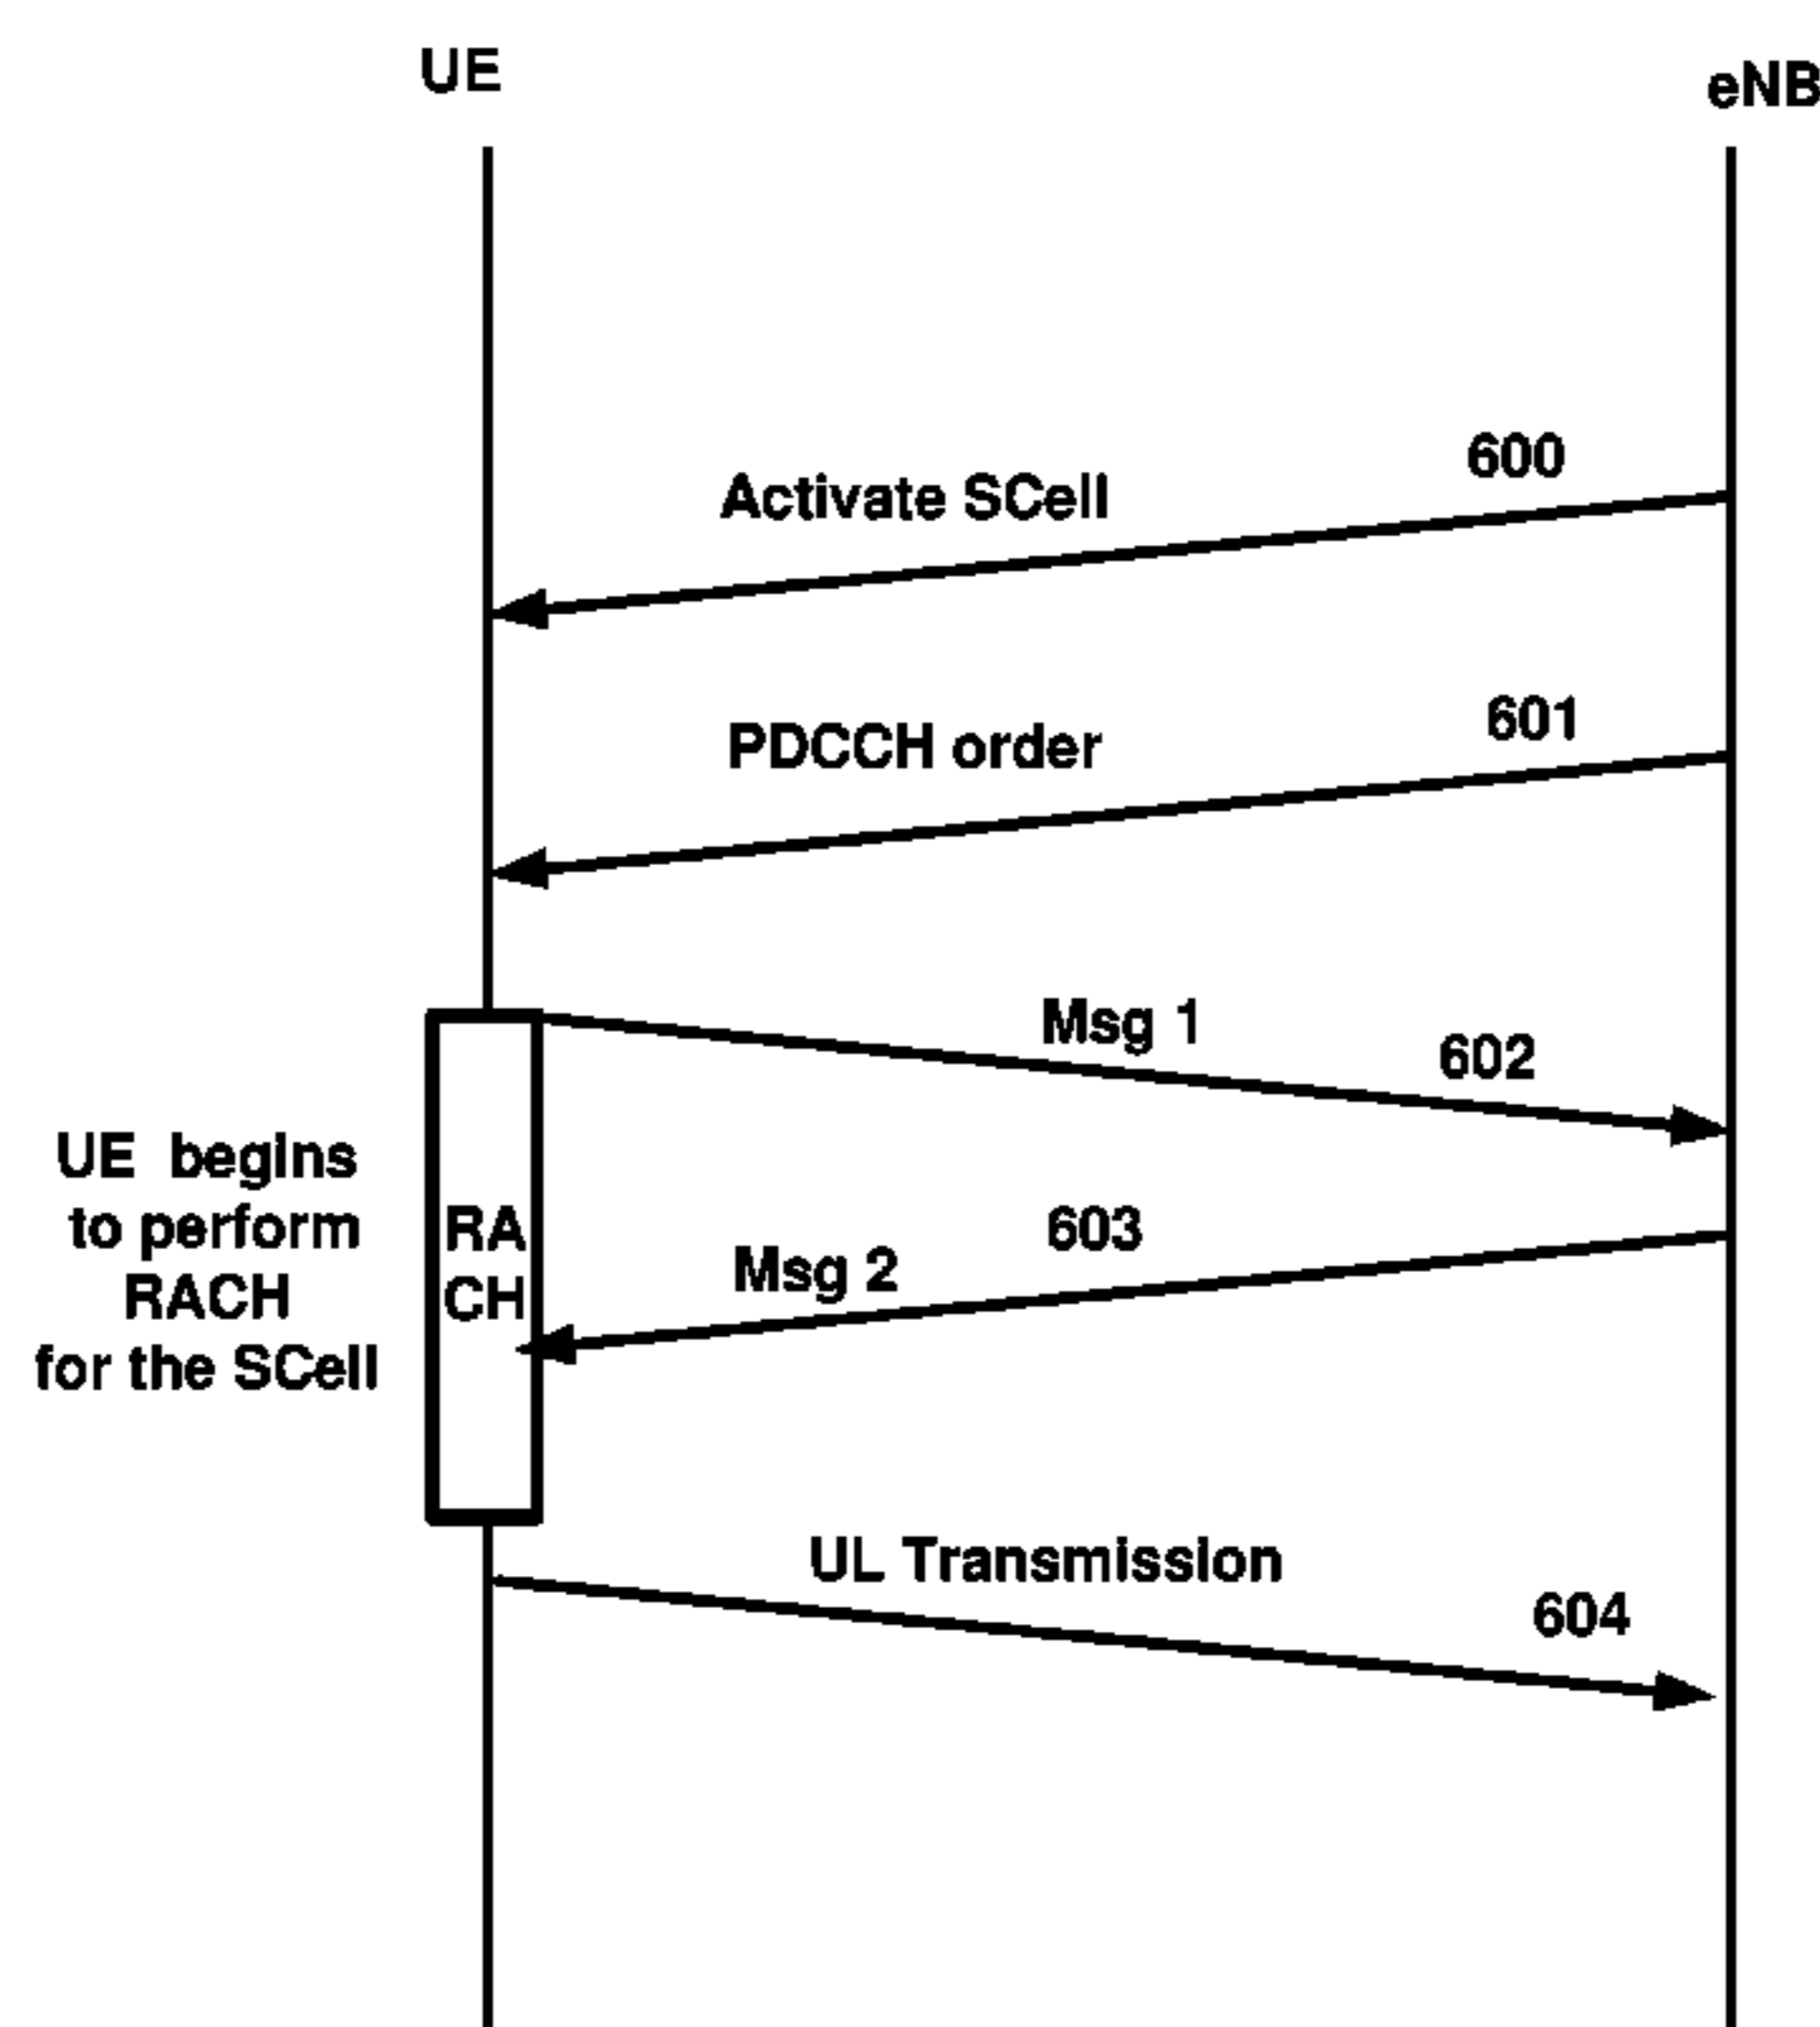 UE
eNB
600
Activate SCell
601
PDCCH order
Msg 1
602
UE begins
to perform
RACH
for the SCell
RA
CH
603
Msg 2
UL Transmission
604